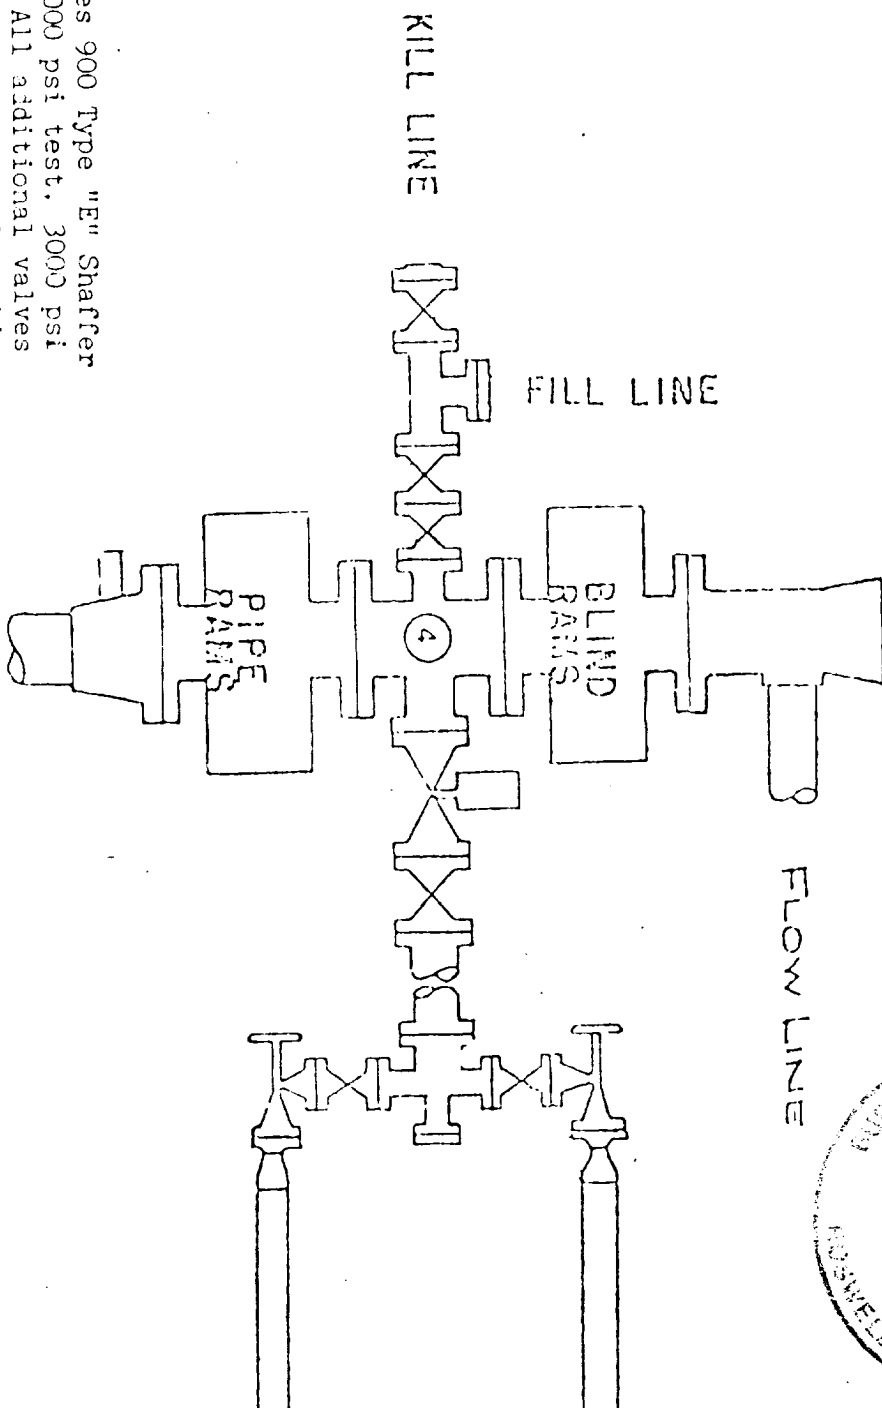 KILL LINE
FILL LINE
FLOW LINE
BLIND
RAMS
4
PIPE
RAMS
es 900 Type "E" Shaffer
000 psi test. 3000 psi
All additional valves